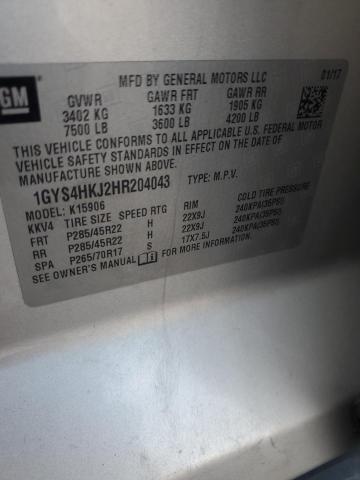 GM
MFD BY GENERAL MOTORS LLC 01/17
GVWR GAWR FRT GAWR RR
3402 KG 1633 KG 1905 KG
7500 LB 3600 LB 4200 LB
THIS VEHICLE CONFORMS TO ALL APPLICABLE U.S. FEDERAL MOTOR
VEHICLE SAFETY STANDARDS IN EFFECT ON THE DATE OF
MANUFACTURE SHOWN ABOVE.
1GYS4HKJ2HR204043 TYPE: M.P.V.
MODEL: K15906
KKV4 TIRE SIZE SPEED RTG RIM COLD TIRE PRESSURE
FRT P285/45R22 H 22X9J 240KPA(35PSI)
RR P285/45R22 H 22X9J 240KPA(35PSI)
SPA P265/70R17 S 17X7.5J 240KPA(35PSI)
SEE OWNER'S MANUAL FOR MORE INFORMATION